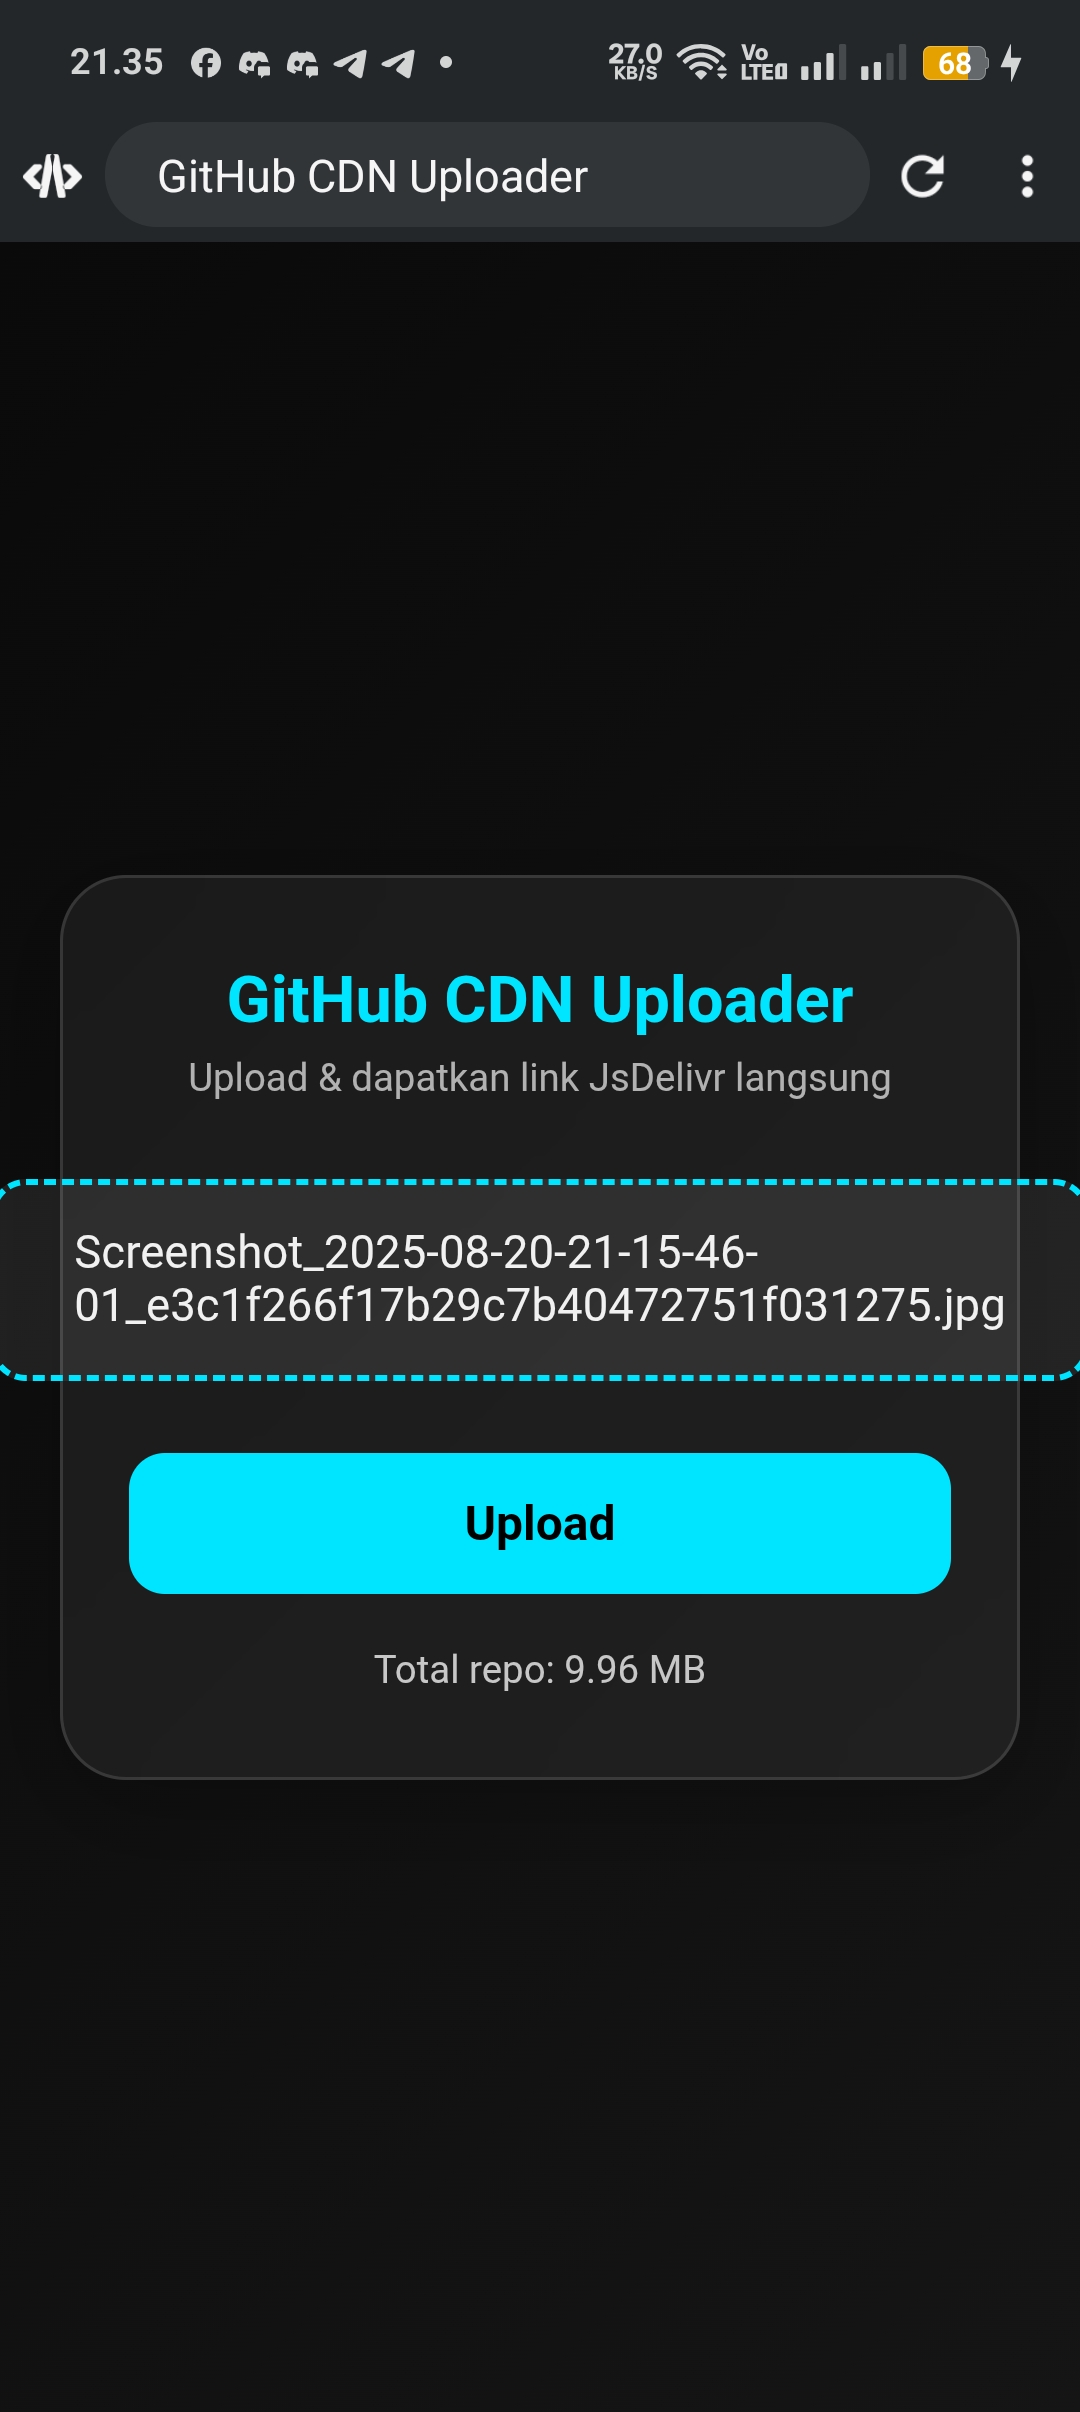 21.35
27.0
KB/S
Vo
LTE
68
GitHub CDN Uploader
GitHub CDN Uploader
Upload & dapatkan link JsDelivr langsung
Screenshot_2025-08-20-21-15-46-
01_e3c1f266f17b29c7b40472751f031275.jpg
Upload
Total repo: 9.96 MB